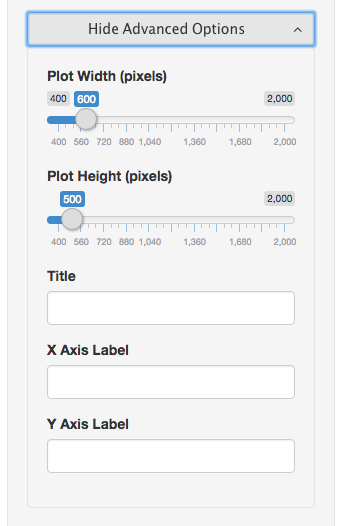 Hide Advanced Options
Plot Width (pixels)
400 600 2,000
400 560 720 880 1,040 1,360 1,680 2,000
Plot Height (pixels)
500 2,000
400 560 720 880 1,040 1,360 1,680 2,000
Title
X Axis Label
Y Axis Label